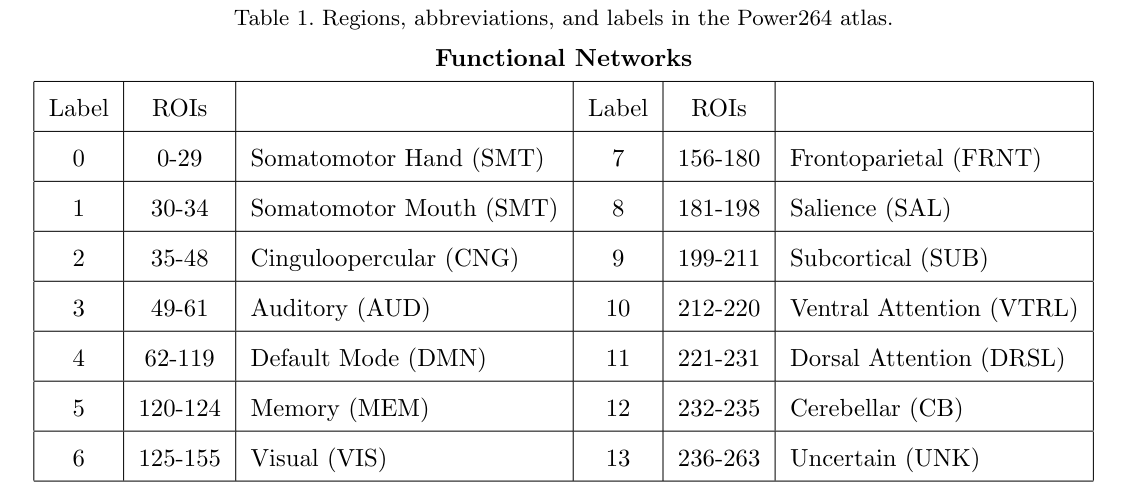 Table 1. Regions, abbreviations, and labels in the Power264 atlas.
Functional Networks
Label ROIs Label ROIs
0 0-29 Somatomotor Hand (SMT) 7 156-180 Frontoparietal (FRNT)
1 30-34 Somatomotor Mouth (SMT) 8 181-198 Salience (SAL)
2 35-48 Cinguloopercular (CNG) 9 199-211 Subcortical (SUB)
3 49-61 Auditory (AUD) 10 212-220 Ventral Attention (VTRL)
4 62-119 Default Mode (DMN) 11 221-231 Dorsal Attention (DRSL)
5 120-124 Memory (MEM) 12 232-235 Cerebellar (CB)
6 125-155 Visual (VIS) 13 236-263 Uncertain (UNK)